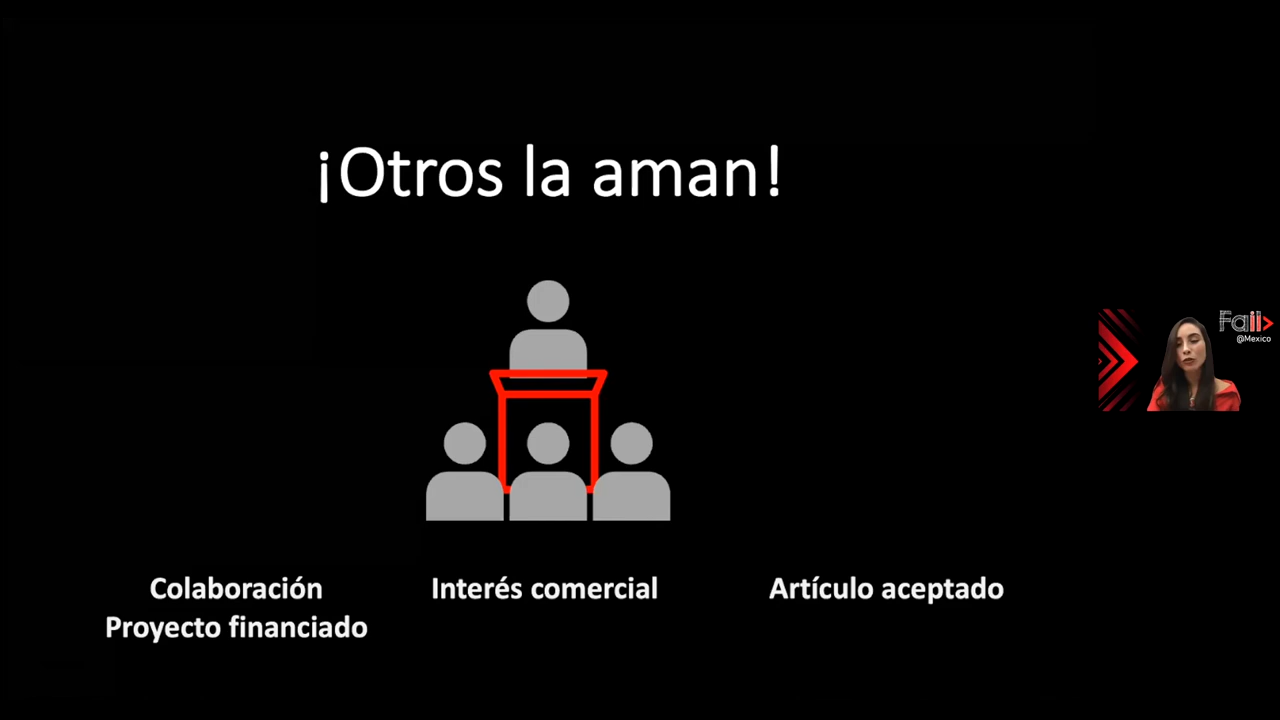 ¡Otros la aman!
Fail>
@Mexico
Colaboración
Proyecto financiado
Interés comercial
Artículo aceptado